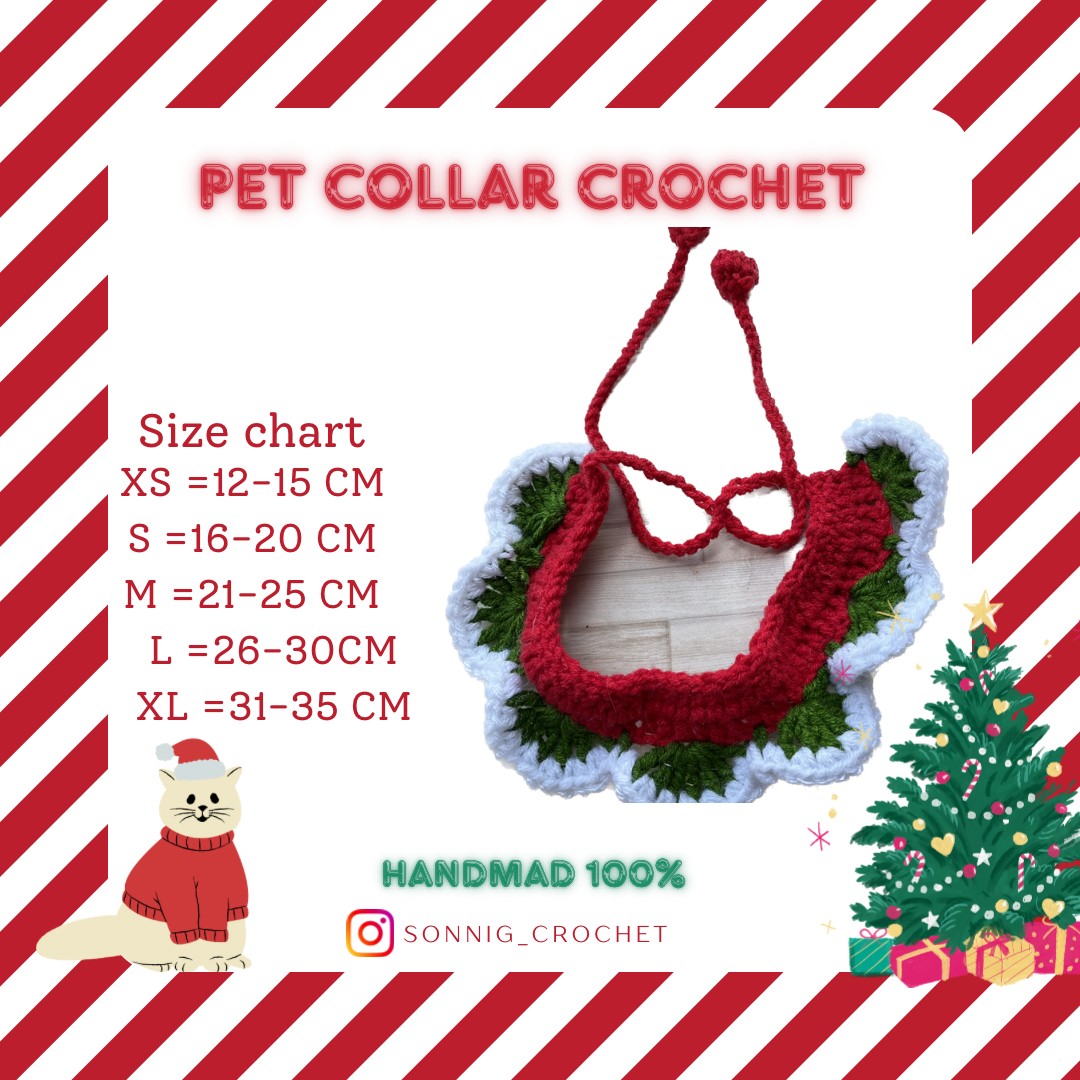 PET COLLAR CROCHET
Size chart
XS =12-15 CM
S =16-20 CM
M =21-25 CM
L =26-30CM
XL =31-35 CM
HANDMAD 100%
SONNIG_CROCHET